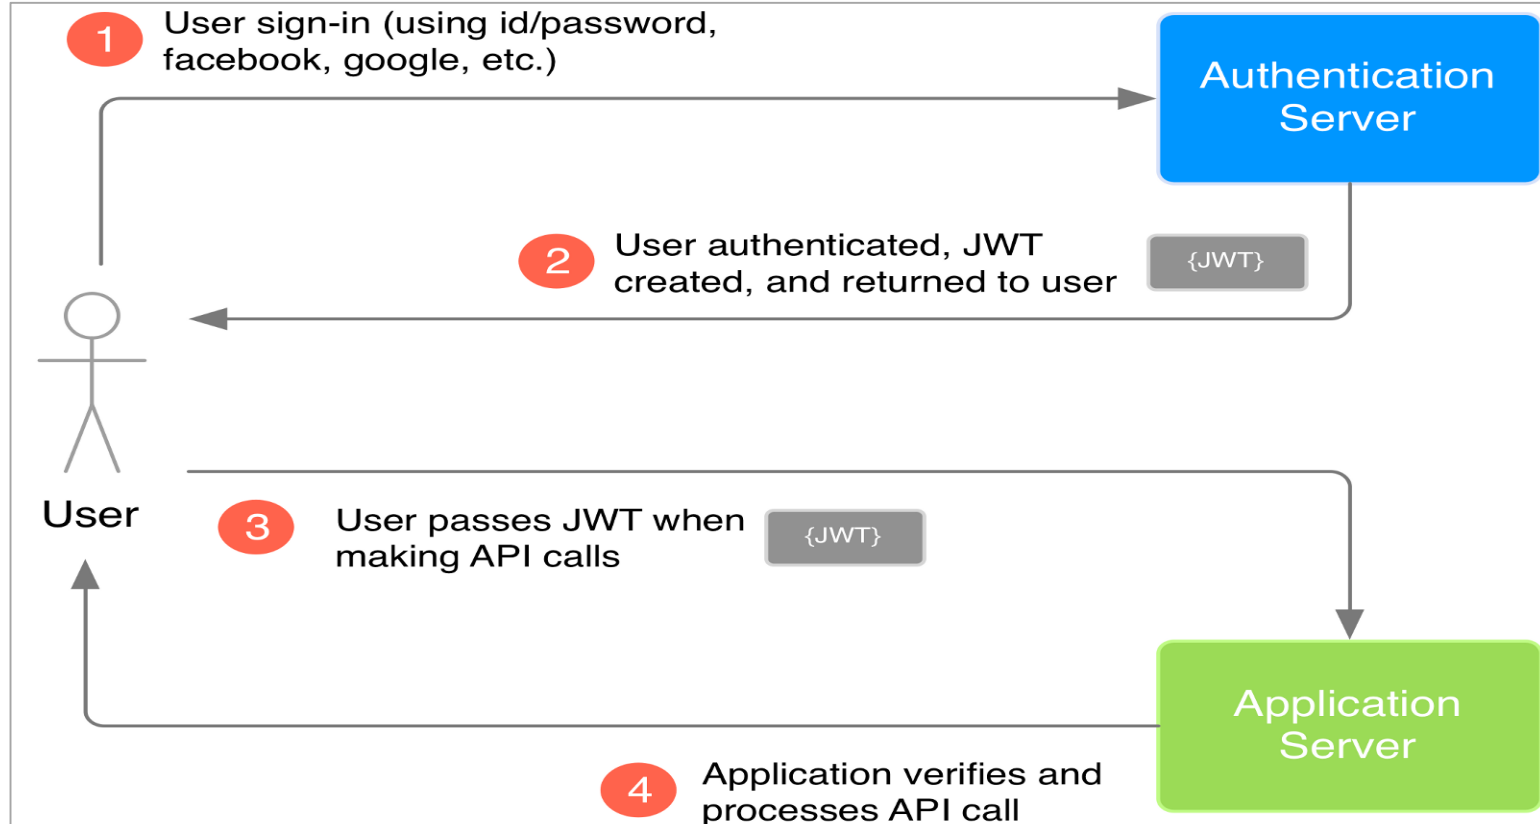 1
User sign-in (using id/password,
facebook, google, etc.)
Authentication
Server
2
User authenticated, JWT
created, and returned to user
{JWT}
User
3
User passes JWT when
making API calls
{JWT}
Application
Server
4
Application verifies and
processes API call